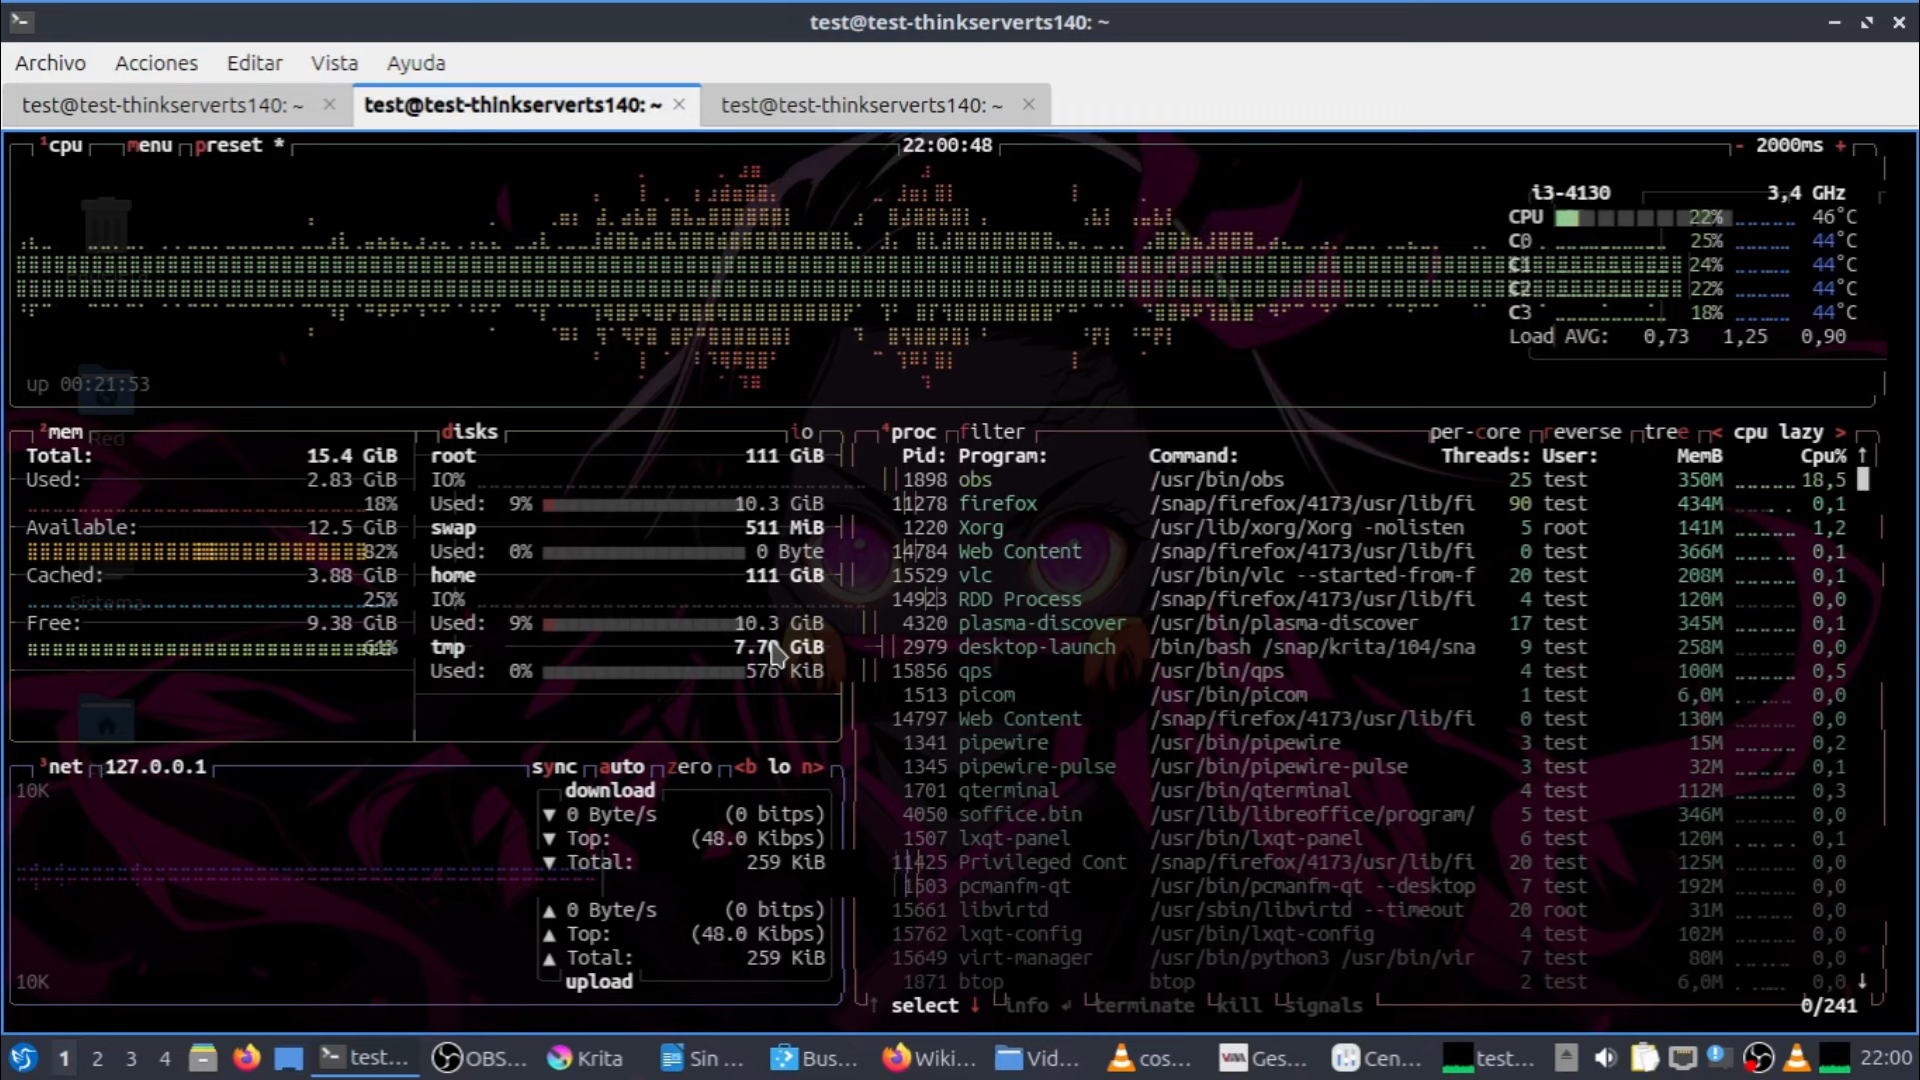 test@test-thinkserverts140: ~
Archivo Acciones Editar Vista Ayuda
test@test-thinkserverts140: ~ × test@test-thinkserverts140: ~ × test@test-thinkserverts140: ~ ×
¹cpu menu preset * 22:00:48 - 2000ms +
i3-4130 3,4 GHz
CPU 22% 46°C
C0 25% 44°C
C1 24% 44°C
C2 22% 44°C
C3 18% 44°C
Load AVG: 0,73 1,25 0,90
up 00:21:53
²mem
Red
Total: 15.4 GiB
Used: 2.83 GiB
18%
Available: 12.5 GiB
82%
Cached: 3.88 GiB
Sistema
25%
Free: 9.38 GiB
61%
disks io
root 111 GiB
IO%
Used: 9% 10.3 GiB
swap 511 MiB
Used: 0% 0 Byte
home 111 GiB
IO%
Used: 9% 10.3 GiB
tmp 7.70 GiB
Used: 0% 576 KiB
³net 127.0.0.1 sync auto zero <b lo n>
10K
download
▼ 0 Byte/s (0 bitps)
▼ Top: (48.0 Kibps)
▼ Total: 259 KiB
▲ 0 Byte/s (0 bitps)
▲ Top: (48.0 Kibps)
▲ Total: 259 KiB
upload
10K
⁴proc filter per-core reverse tree < cpu lazy >
Pid: Program: Command: Threads: User: MemB Cpu% ↑
1898 obs /usr/bin/obs 25 test 350M 18,5
11278 firefox /snap/firefox/4173/usr/lib/fi 90 test 434M 0,1
1220 Xorg /usr/lib/xorg/Xorg -nolisten 5 root 141M 1,2
14784 Web Content /snap/firefox/4173/usr/lib/fi 0 test 366M 0,1
15529 vlc /usr/bin/vlc --started-from-f 20 test 208M 0,1
14923 RDD Process /snap/firefox/4173/usr/lib/fi 4 test 120M 0,0
4320 plasma-discover /usr/bin/plasma-discover 17 test 345M 0,1
2979 desktop-launch /bin/bash /snap/krita/104/sna 9 test 258M 0,0
15856 qps /usr/bin/qps 4 test 100M 0,5
1513 picom /usr/bin/picom 1 test 6,0M 0,0
14797 Web Content /snap/firefox/4173/usr/lib/fi 0 test 130M 0,0
1341 pipewire /usr/bin/pipewire 3 test 15M 0,2
1345 pipewire-pulse /usr/bin/pipewire-pulse 3 test 32M 0,1
1701 qterminal /usr/bin/qterminal 4 test 112M 0,3
4050 soffice.bin /usr/lib/libreoffice/program/ 5 test 346M 0,0
1507 lxqt-panel /usr/bin/lxqt-panel 6 test 120M 0,1
11425 Privileged Cont /snap/firefox/4173/usr/lib/fi 20 test 125M 0,0
1503 pcmanfm-qt /usr/bin/pcmanfm-qt --desktop 7 test 192M 0,0
15661 libvirtd /usr/sbin/libvirtd --timeout 20 root 31M 0,0
15762 lxqt-config /usr/bin/lxqt-config 4 test 102M 0,0
15649 virt-manager /usr/bin/python3 /usr/bin/vir 7 test 80M 0,0
1871 btop btop 2 test 6,0M 0,0 ↓
↑ select ↓ info ↲ terminate kill signals 0/241
1 2 3 4 test... OBS... Krita Sin ... Bus... Wiki... Vid... cos... Ges... Cen... test... 22:00